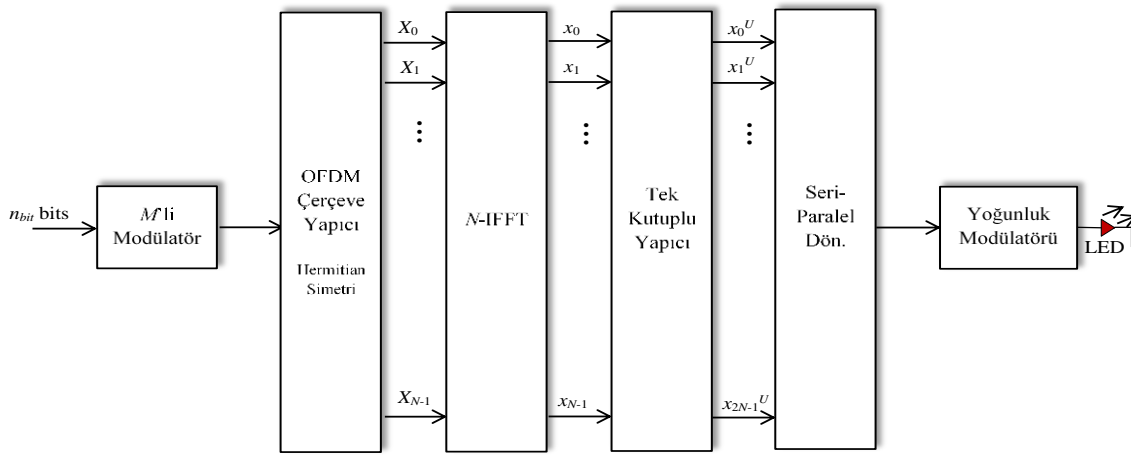 n_bit bits
M'li
Modülatör
OFDM
Çerçeve
Yapıcı
Hermitian
Simetri
X_0
X_1
⋮
X_N-1
N-IFFT
x_0
x_1
⋮
x_N-1
Tek
Kutuplu
Yapıcı
x_0^U
x_1^U
⋮
x_2N-1^U
Seri-
Paralel
Dön.
Yoğunluk
Modülatörü
LED